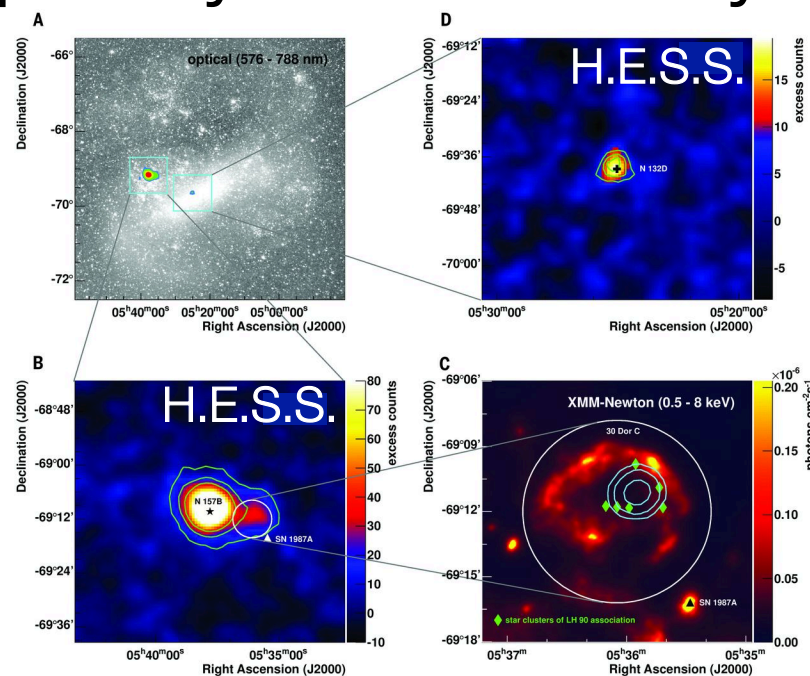 A
Declination (J2000)
-66°
-68°
-70°
-72°
optical (576 - 788 nm)
05h40m00s
05h20m00s
05h00m00s
Right Ascension (J2000)
D
Declination (J2000)
-69°12'
-69°24'
-69°36'
-69°48'
-70°00'
H.E.S.S.
N 132D
05h30m00s
05h20m00s
Right Ascension (J2000)
15
10
5
0
-5
excess counts
B
Declination (J2000)
-68°48'
-69°00'
-69°12'
-69°24'
-69°36'
H.E.S.S.
N 157B
SN 1987A
05h40m00s
05h35m00s
Right Ascension (J2000)
80
70
60
50
40
30
20
10
0
-10
excess counts
C
Declination (J2000)
-69°06'
-69°09'
-69°12'
-69°15'
-69°18'
XMM-Newton (0.5 - 8 keV)
30 Dor C
SN 1987A
star clusters of LH 90 association
05h37m
05h36m
05h35m
Right Ascension (J2000)
×10-6
0.20
0.15
0.10
0.05
0.00